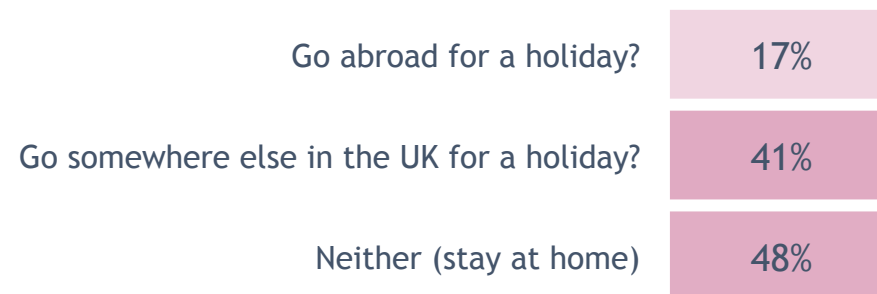 Go abroad for a holiday? 17%
Go somewhere else in the UK for a holiday? 41%
Neither (stay at home) 48%